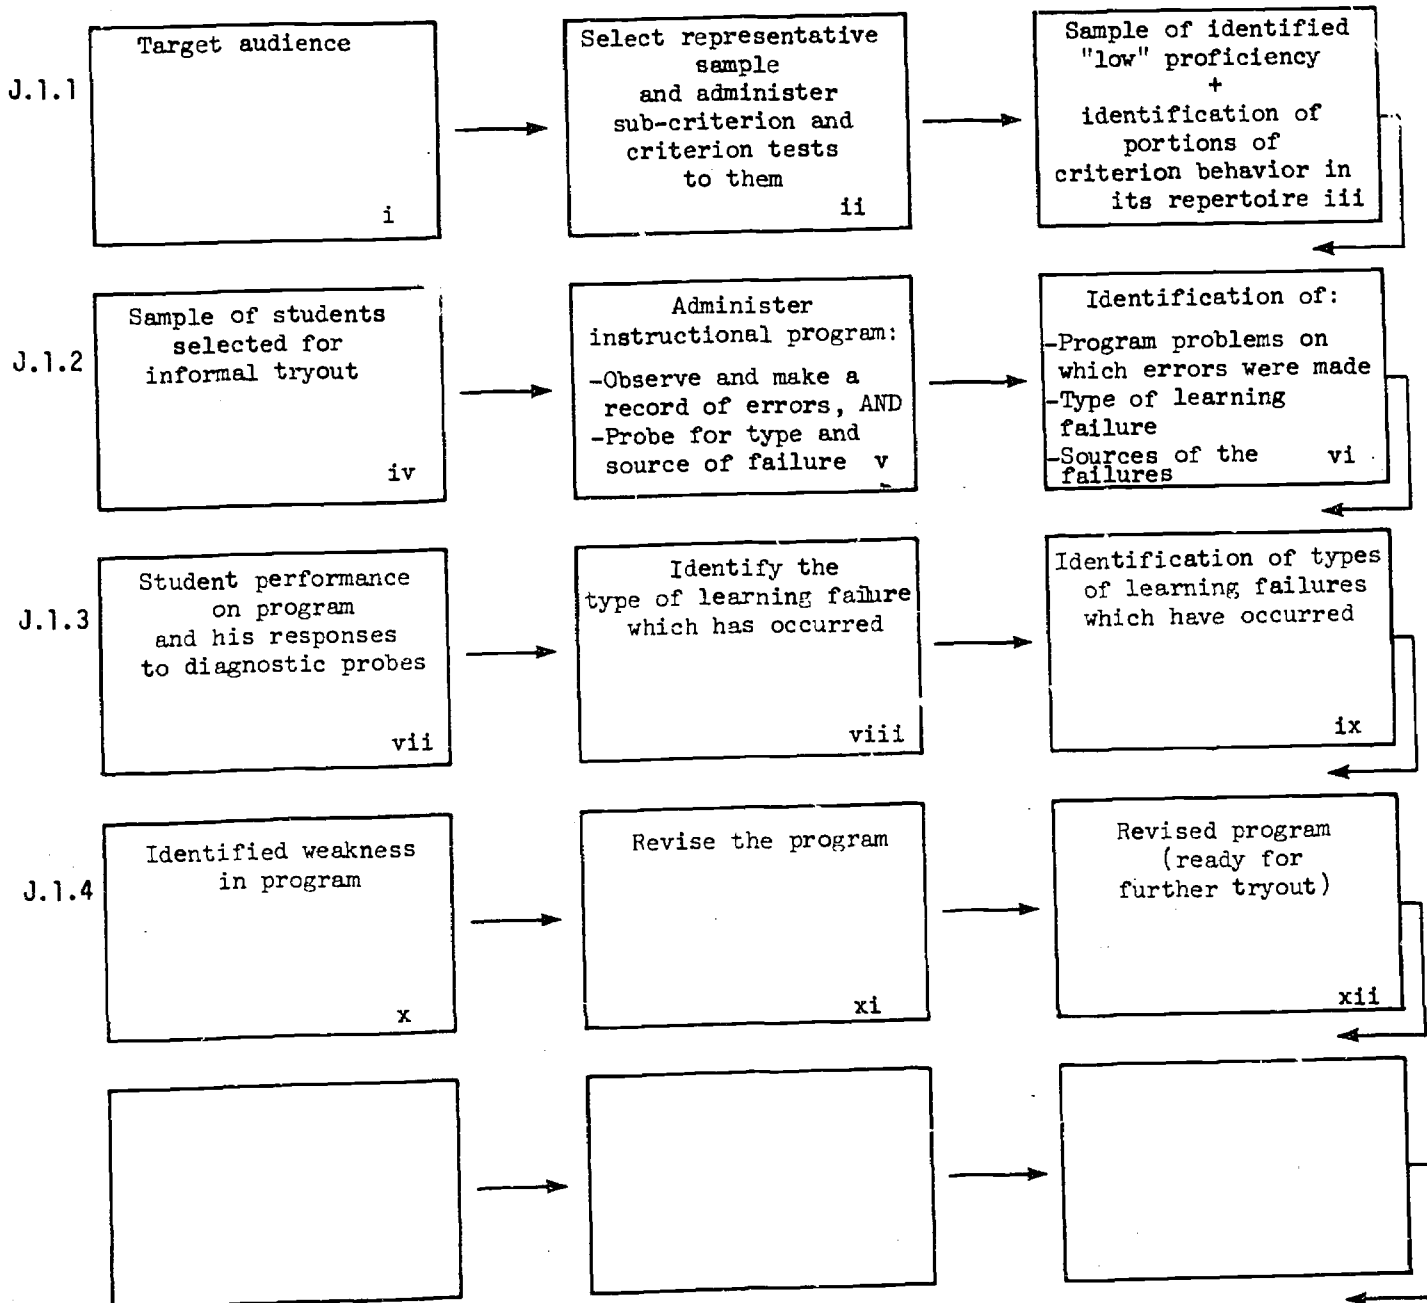 J.1.1
Target audience
i
Select representative
sample
and administer
sub-criterion and
criterion tests
to them
ii
Sample of identified
"low" proficiency
+
identification of
portions of
criterion behavior in
its repertoire iii
J.1.2
Sample of students
selected for
informal tryout
iv
Administer
instructional program:
-Observe and make a
record of errors, AND
-Probe for type and
source of failure v
Identification of:
-Program problems on
which errors were made
-Type of learning
failure
-Sources of the vi
failures
J.1.3
Student performance
on program
and his responses
to diagnostic probes
vii
Identify the
type of learning failure
which has occurred
viii
Identification of types
of learning failures
which have occurred
ix
J.1.4
Identified weakness
in program
x
Revise the program
xi
Revised program
(ready for
further tryout)
xii